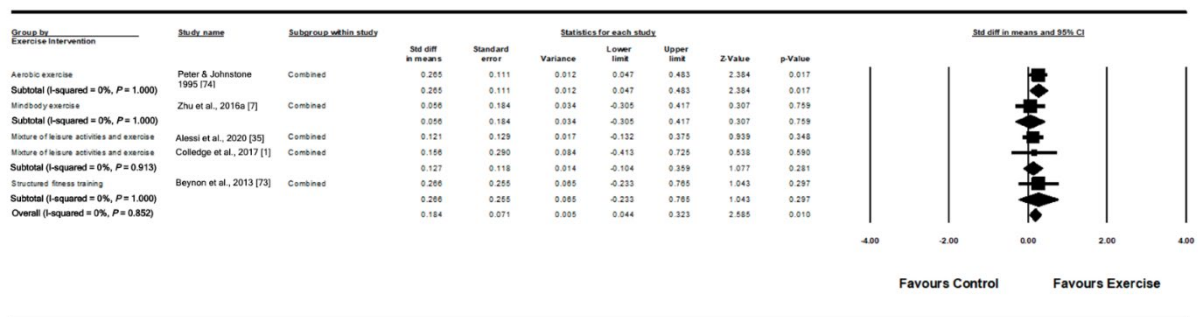 Group by Exercise Intervention Study name Subgroup within study Statistics for each study Std diff in means and 95% CI
Std diff in means Standard error Variance Lower limit Upper limit Z-Value p-Value
Aerobic exercise Peter & Johnstone 1995 [74] Combined 0.265 0.111 0.012 0.047 0.483 2.384 0.017
Subtotal (I-squared = 0%, P = 1.000) 0.265 0.111 0.012 0.047 0.483 2.384 0.017
Mindbody exercise Zhu et al., 2016a [7] Combined 0.056 0.184 0.034 -0.305 0.417 0.307 0.759
Subtotal (I-squared = 0%, P = 1.000) 0.056 0.184 0.034 -0.305 0.417 0.307 0.759
Mixture of leisure activities and exercise Alessi et al., 2020 [35] Combined 0.121 0.129 0.017 -0.132 0.375 0.939 0.348
Mixture of leisure activities and exercise Colledge et al., 2017 [1] Combined 0.156 0.290 0.084 -0.413 0.725 0.538 0.590
Subtotal (I-squared = 0%, P = 0.913) 0.127 0.118 0.014 -0.104 0.359 1.077 0.281
Structured fitness training Beynon et al., 2013 [73] Combined 0.266 0.255 0.065 -0.233 0.765 1.043 0.297
Subtotal (I-squared = 0%, P = 1.000) 0.266 0.255 0.065 -0.233 0.765 1.043 0.297
Overall (I-squared = 0%, P = 0.852) 0.184 0.071 0.005 0.044 0.323 2.585 0.010
-4.00 -2.00 0.00 2.00 4.00
Favours Control Favours Exercise